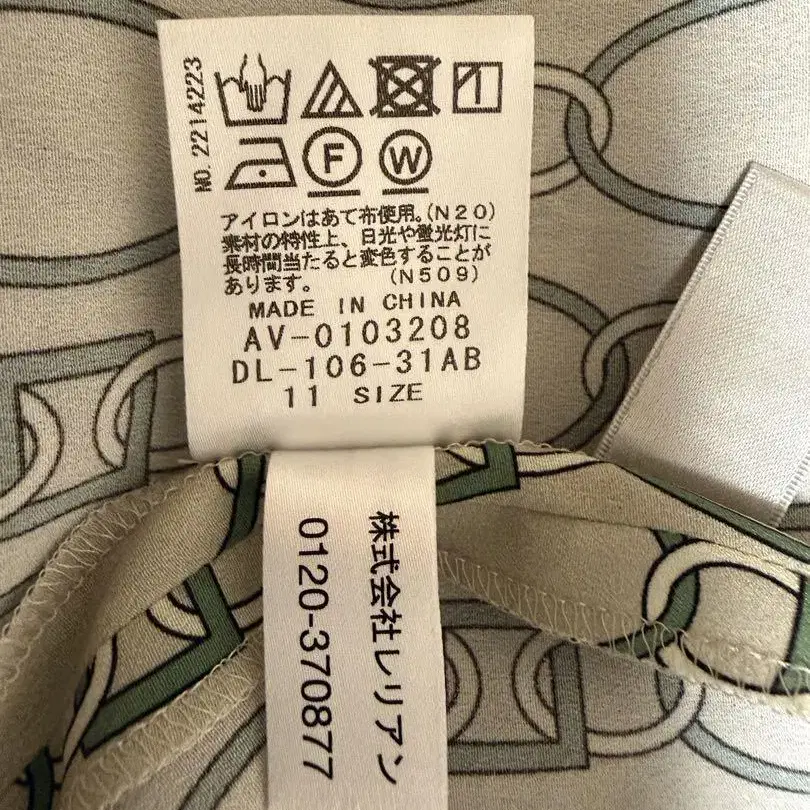 NO.2214223
F
W
アイロンはあて布使用。(N20)
素材の特性上、日光や蛍光灯に
長時間当たると変色することが
あります。 (N509)
MADE IN CHINA
AV-0103208
DL-106-31AB
11 SIZE
株式会社レリアン
0120-370877